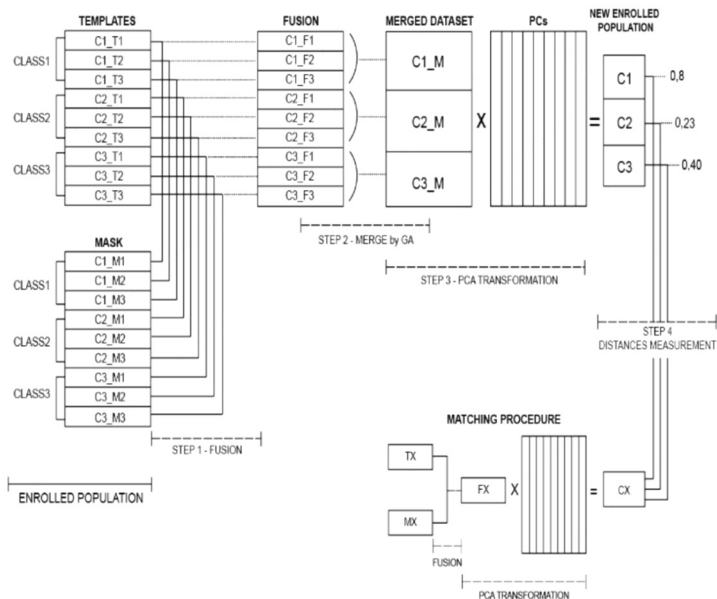 TEMPLATES
CLASS1
C1_T1
C1_T2
C1_T3
CLASS2
C2_T1
C2_T2
C2_T3
CLASS3
C3_T1
C3_T2
C3_T3
MASK
CLASS1
C1_M1
C1_M2
C1_M3
CLASS2
C2_M1
C2_M2
C2_M3
CLASS3
C3_M1
C3_M2
C3_M3
STEP 1 - FUSION
ENROLLED POPULATION
FUSION
C1_F1
C1_F2
C1_F3
C2_F1
C2_F2
C2_F3
C3_F1
C3_F2
C3_F3
STEP 2 - MERGE by GA
MERGED DATASET
C1_M
C2_M
C3_M
X
PCs
=
STEP 3 - PCA TRANSFORMATION
NEW ENROLLED
POPULATION
C1
C2
C3
0,8
0,23
0,40
STEP 4
DISTANCES MEASUREMENT
MATCHING PROCEDURE
TX
MX
FX
X
=
CX
FUSION
PCA TRANSFORMATION